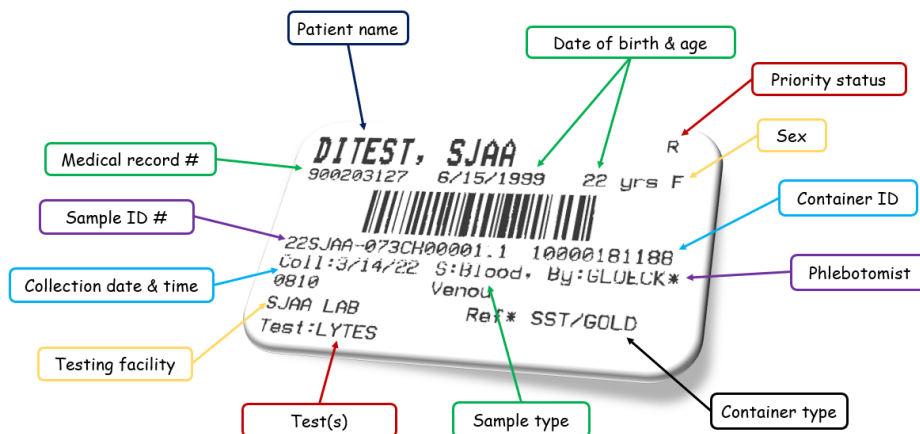 Patient name
Date of birth & age
Priority status
Sex
Medical record #
Container ID
Sample ID #
Phlebotomist
Collection date & time
Testing facility
Test(s)
Sample type
Container type
DITEST, SJAA R
900203127 6/15/1999 22 yrs F
22SJAA-073CH00001.1 10000181188
Coll:3/14/22 S:Blood, By:GLUECK*
0810 Venou
SJAA LAB Ref* SST/GOLD
Test:LYTES